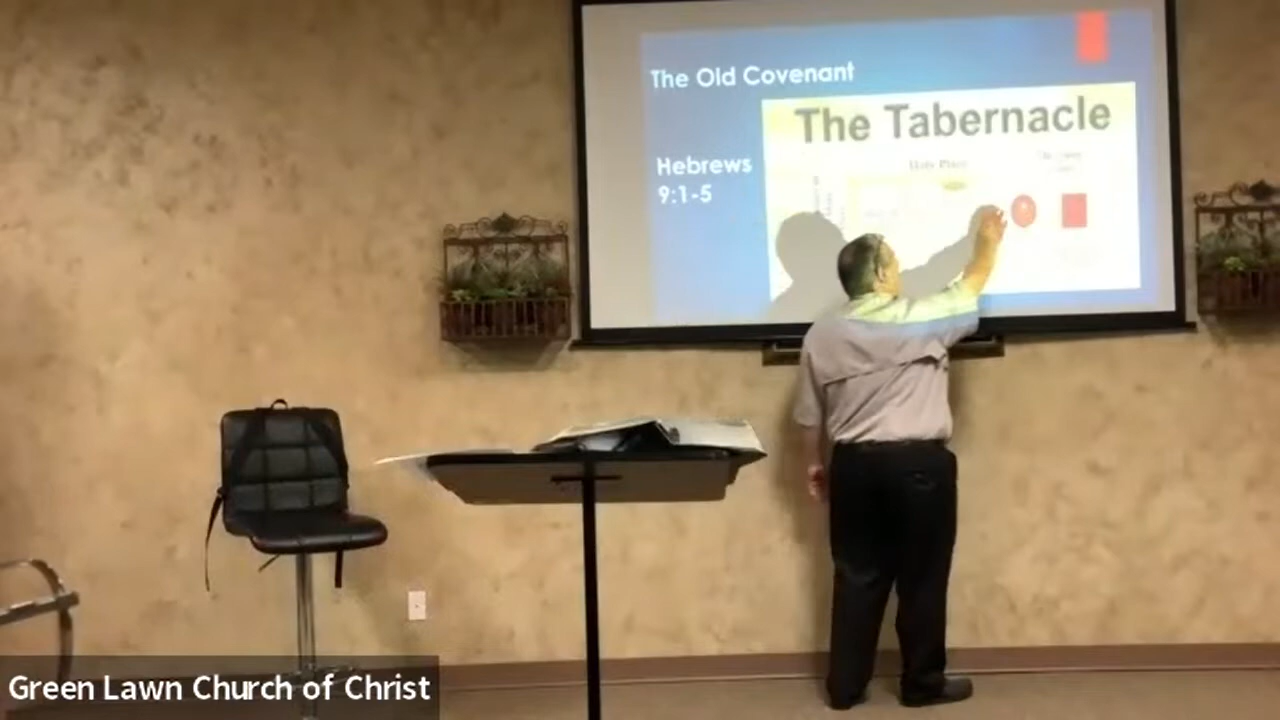 The Old Covenant
The Tabernacle
Hebrews
9:1-5
Holy Place
Green Lawn Church of Christ